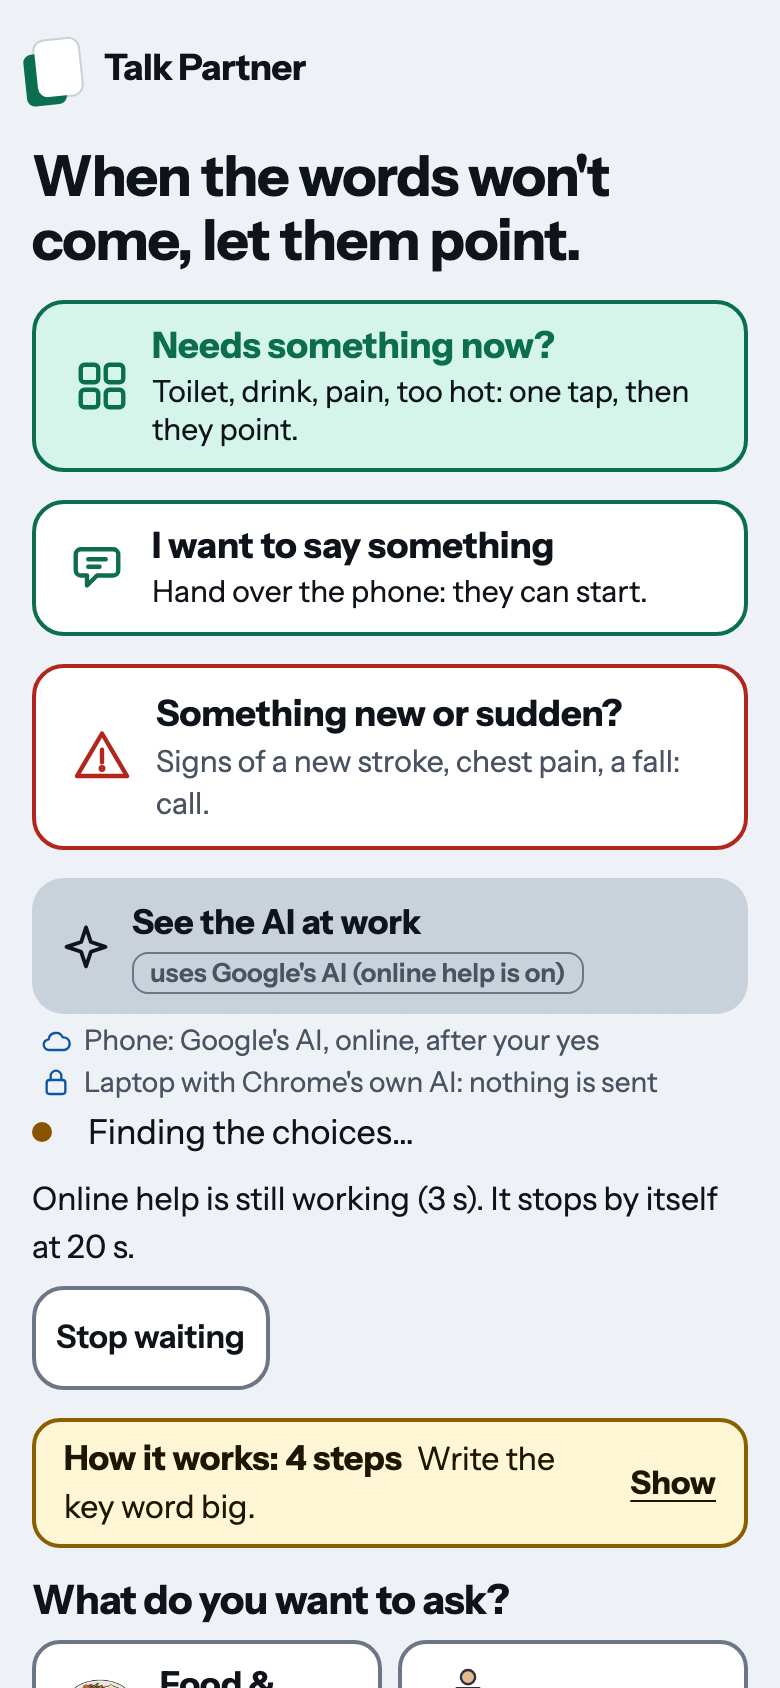 Talk Partner
When the words won't
come, let them point.
Needs something now?
Toilet, drink, pain, too hot: one tap, then
they point.
I want to say something
Hand over the phone: they can start.
Something new or sudden?
Signs of a new stroke, chest pain, a fall:
call.
See the AI at work
uses Google's AI (online help is on)
Phone: Google's AI, online, after your yes
Laptop with Chrome's own AI: nothing is sent
Finding the choices...
Online help is still working (3 s). It stops by itself
at 20 s.
Stop waiting
How it works: 4 steps Write the
key word big.
Show
What do you want to ask?
Food &